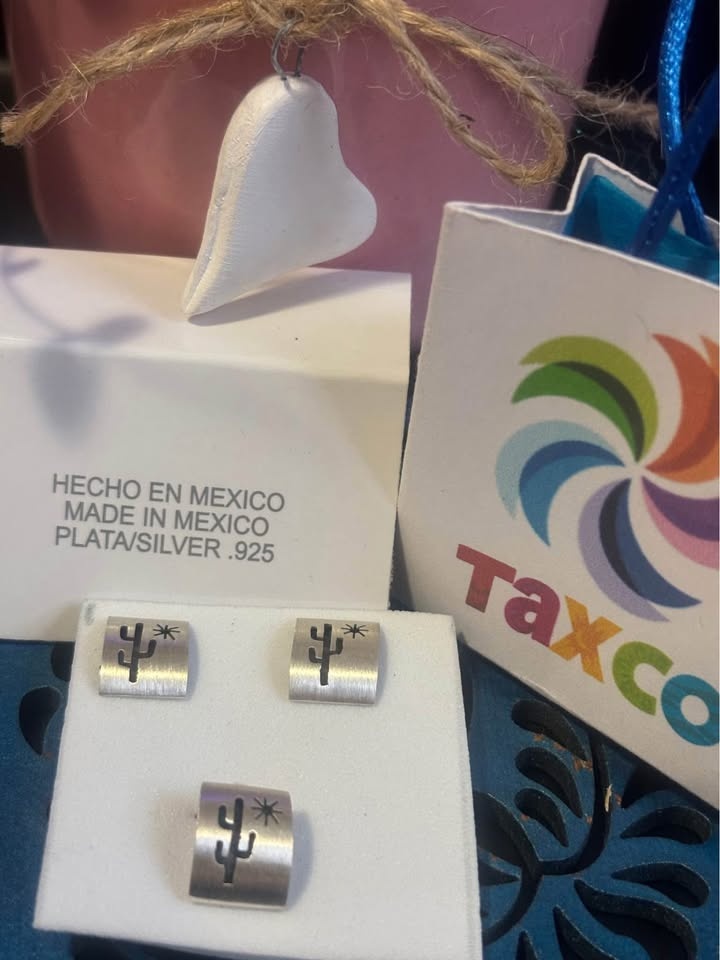 HECHO EN MEXICO
MADE IN MEXICO
PLATA/SILVER .925
Taxco